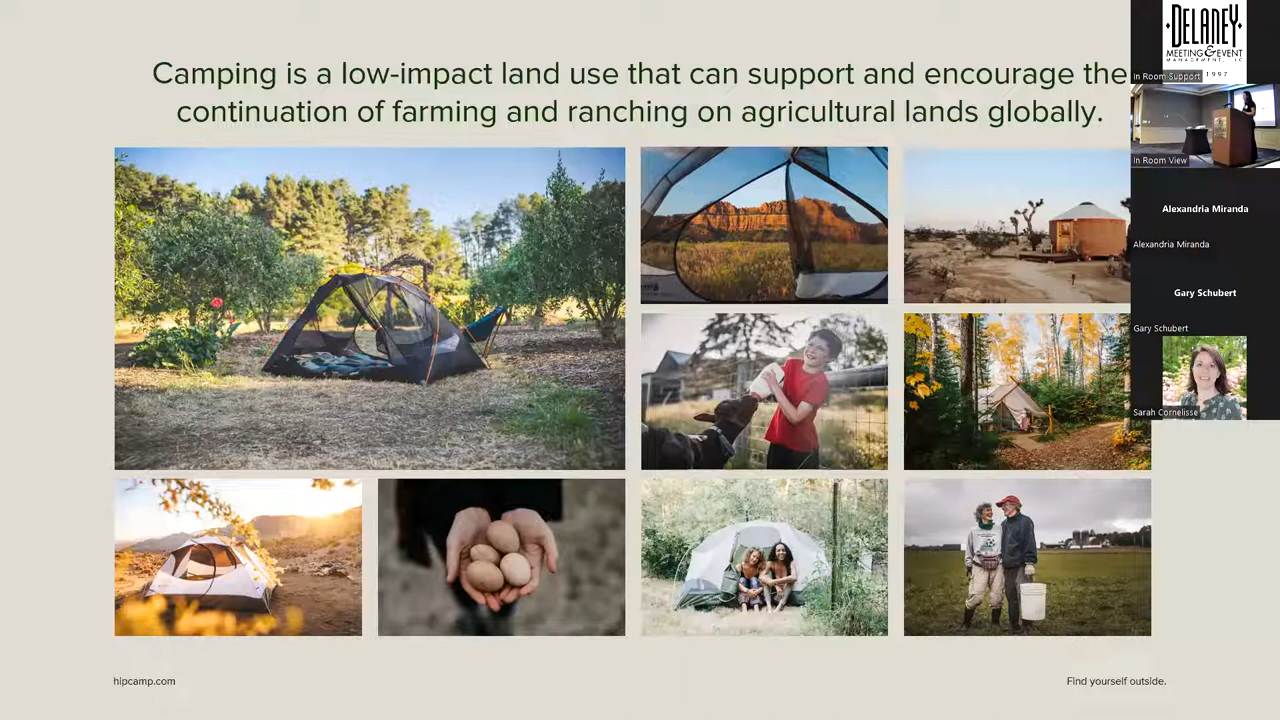 Camping is a low-impact land use that can support and encourage the
continuation of farming and ranching on agricultural lands globally.
DELANEY
MEETING & EVENT
MANAGEMENT, LLC
1997
In Room Support
In Room View
Alexandria Miranda
Alexandria Miranda
Gary Schubert
Gary Schubert
Sarah Cornelisse
hipcamp.com
Find yourself outside.